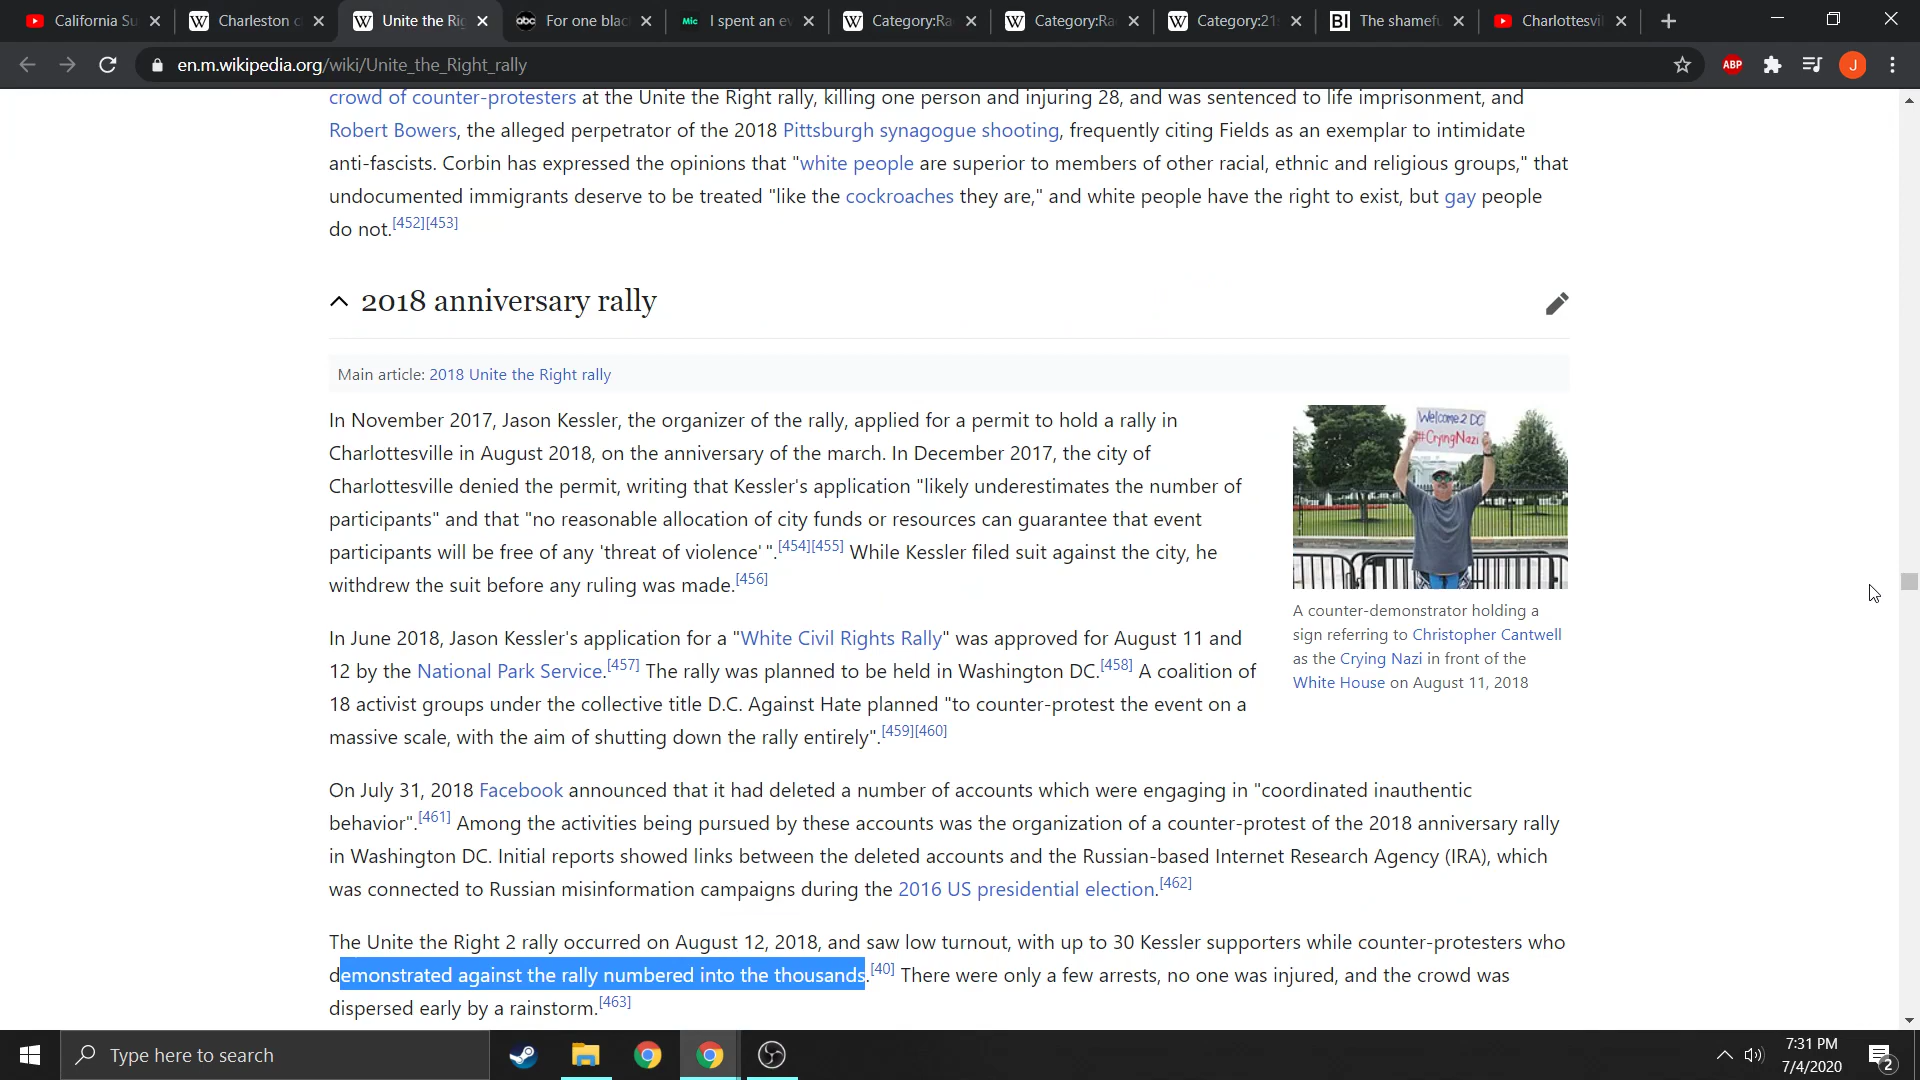 California Su
Charleston c
Unite the Rig
For one blac
I spent an ev
Category:Ra
Category:Ra
Category:21s
The shamefu
Charlottesvil
en.m.wikipedia.org/wiki/Unite_the_Right_rally
ABP
J
crowd of counter-protesters at the Unite the Right rally, killing one person and injuring 28, and was sentenced to life imprisonment, and
Robert Bowers, the alleged perpetrator of the 2018 Pittsburgh synagogue shooting, frequently citing Fields as an exemplar to intimidate
anti-fascists. Corbin has expressed the opinions that "white people are superior to members of other racial, ethnic and religious groups," that
undocumented immigrants deserve to be treated "like the cockroaches they are," and white people have the right to exist, but gay people
do not.[452][453]
2018 anniversary rally
Main article: 2018 Unite the Right rally
In November 2017, Jason Kessler, the organizer of the rally, applied for a permit to hold a rally in
Charlottesville in August 2018, on the anniversary of the march. In December 2017, the city of
Charlottesville denied the permit, writing that Kessler's application "likely underestimates the number of
participants" and that "no reasonable allocation of city funds or resources can guarantee that event
participants will be free of any 'threat of violence' ".[454][455] While Kessler filed suit against the city, he
withdrew the suit before any ruling was made.[456]
Welcome 2 DC
#CryingNazi
A counter-demonstrator holding a
sign referring to Christopher Cantwell
as the Crying Nazi in front of the
White House on August 11, 2018
In June 2018, Jason Kessler's application for a "White Civil Rights Rally" was approved for August 11 and
12 by the National Park Service.[457] The rally was planned to be held in Washington DC.[458] A coalition of
18 activist groups under the collective title D.C. Against Hate planned "to counter-protest the event on a
massive scale, with the aim of shutting down the rally entirely".[459][460]
On July 31, 2018 Facebook announced that it had deleted a number of accounts which were engaging in "coordinated inauthentic
behavior".[461] Among the activities being pursued by these accounts was the organization of a counter-protest of the 2018 anniversary rally
in Washington DC. Initial reports showed links between the deleted accounts and the Russian-based Internet Research Agency (IRA), which
was connected to Russian misinformation campaigns during the 2016 US presidential election.[462]
The Unite the Right 2 rally occurred on August 12, 2018, and saw low turnout, with up to 30 Kessler supporters while counter-protesters who
demonstrated against the rally numbered into the thousands.[40] There were only a few arrests, no one was injured, and the crowd was
dispersed early by a rainstorm.[463]
Type here to search
7:31 PM
7/4/2020
2